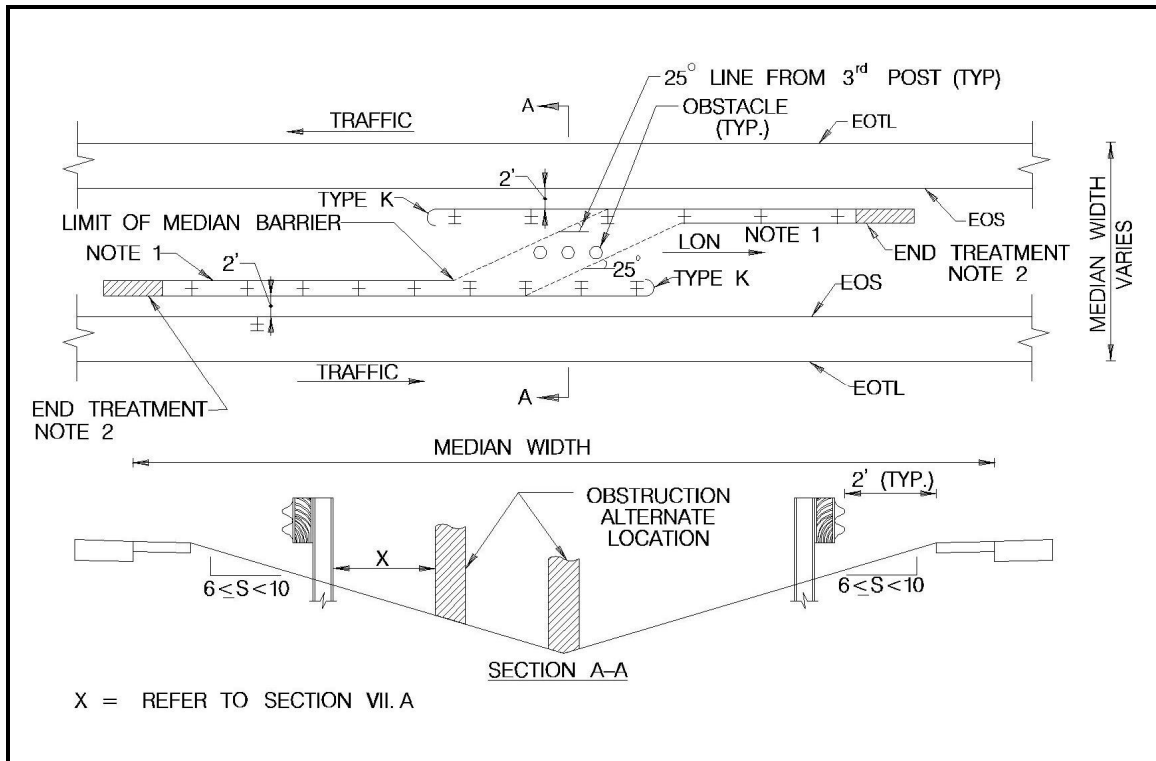 25° LINE FROM 3rd POST (TYP)
A
OBSTACLE
(TYP.)
TRAFFIC
EOTL
2'
TYPE K
LIMIT OF MEDIAN BARRIER
EOS
NOTE 1
LON
NOTE 1
END TREATMENT
NOTE 2
MEDIAN WIDTH
VARIES
2'
25°
TYPE K
EOS
TRAFFIC
A
EOTL
END TREATMENT
NOTE 2
MEDIAN WIDTH
2' (TYP.)
OBSTRUCTION
ALTERNATE
LOCATION
X
6≤S<10
6≤S<10
SECTION A-A
X = REFER TO SECTION VII. A